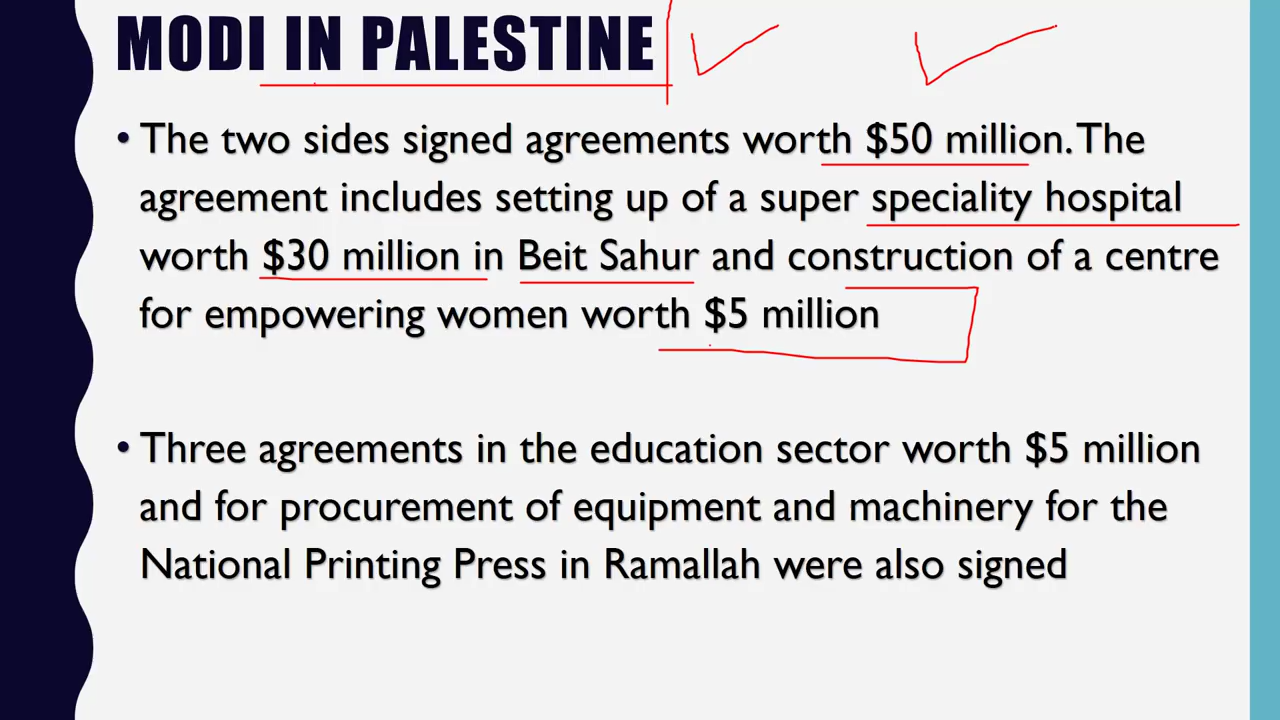 MODI IN PALESTINE
• The two sides signed agreements worth $50 million. The
agreement includes setting up of a super speciality hospital
worth $30 million in Beit Sahur and construction of a centre
for empowering women worth $5 million
• Three agreements in the education sector worth $5 million
and for procurement of equipment and machinery for the
National Printing Press in Ramallah were also signed